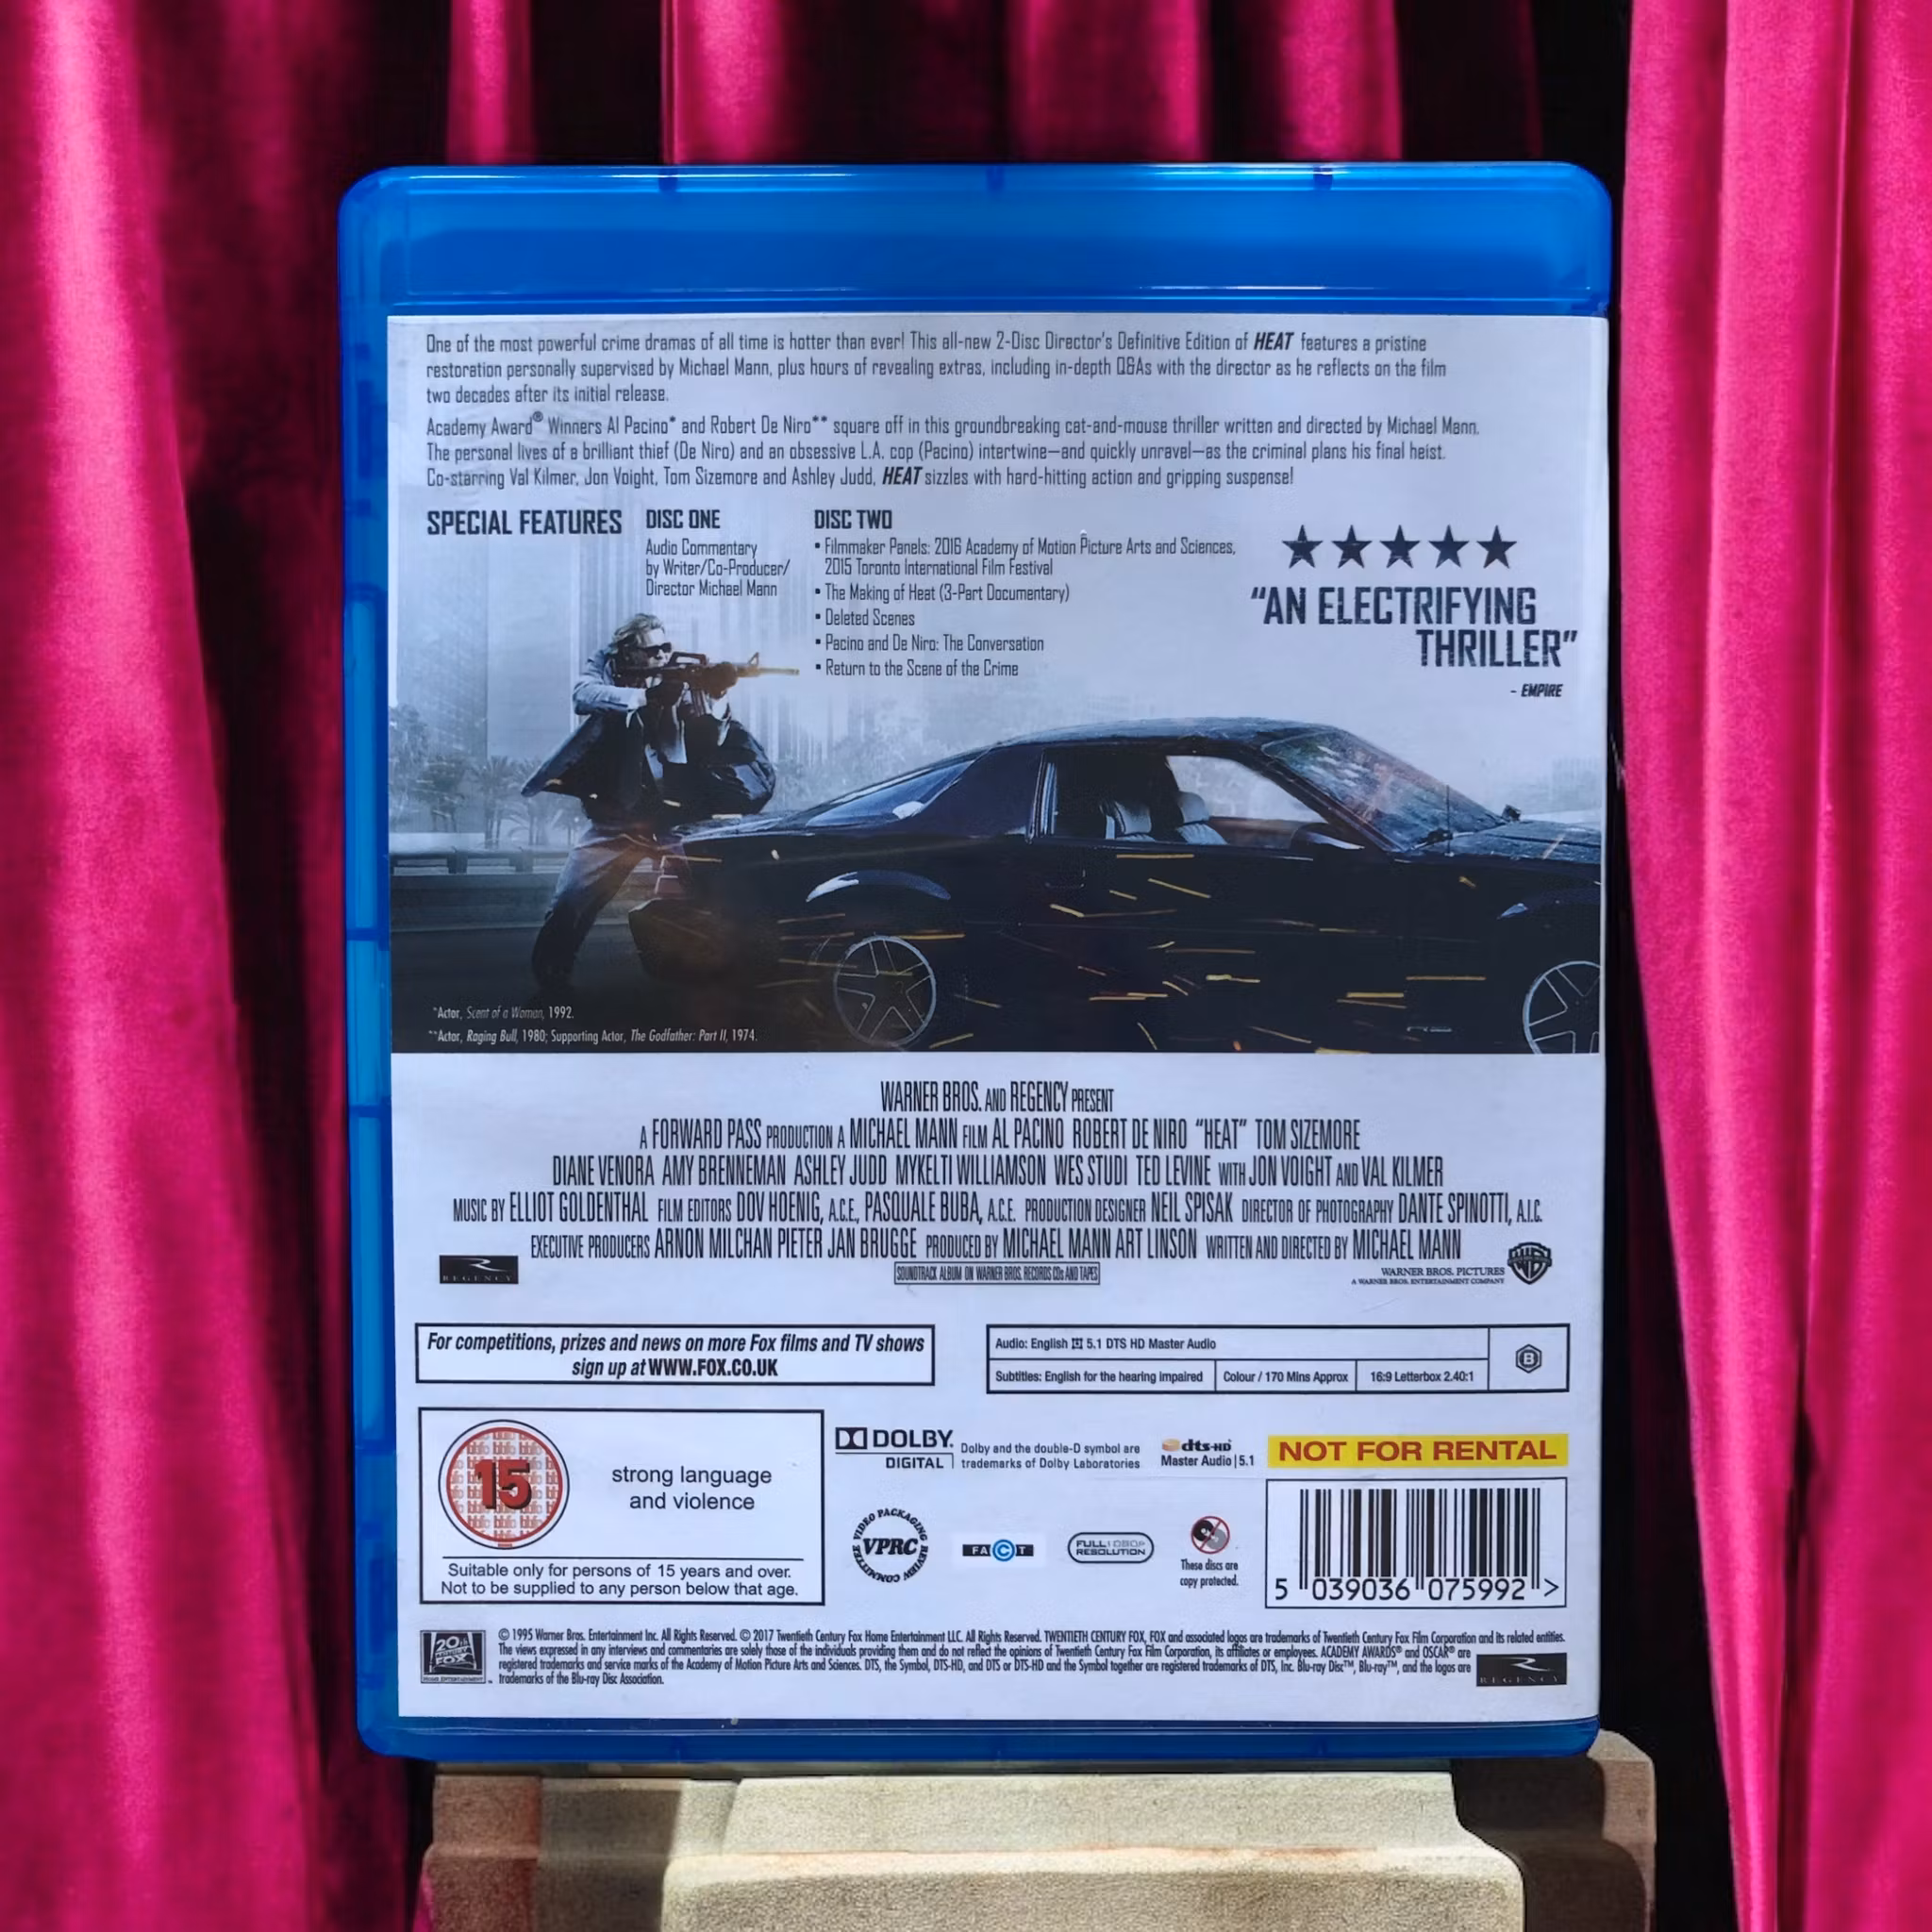 One of the most powerful crime dramas of all time is hotter than ever! This all-new 2-Disc Director's Definitive Edition of HEAT features a pristine
restoration personally supervised by Michael Mann, plus hours of revealing extras, including in-depth Q&As with the director as he reflects on the film
two decades after its initial release.
Academy Award® Winners Al Pacino* and Robert De Niro** square off in this groundbreaking cat-and-mouse thriller written and directed by Michael Mann.
The personal lives of a brilliant thief (De Niro) and an obsessive L.A. cop (Pacino) intertwine—and quickly unravel—as the criminal plans his final heist.
Co-starring Val Kilmer, Jon Voight, Tom Sizemore and Ashley Judd, HEAT sizzles with hard-hitting action and gripping suspense!
SPECIAL FEATURES
DISC ONE
Audio Commentary
by Writer/Co-Producer/
Director Michael Mann
DISC TWO
• Filmmaker Panels: 2016 Academy of Motion Picture Arts and Sciences,
2015 Toronto International Film Festival
• The Making of Heat (3-Part Documentary)
• Deleted Scenes
• Pacino and De Niro: The Conversation
• Return to the Scene of the Crime
★★★★★
"AN ELECTRIFYING
THRILLER"
- EMPIRE
*Actor, Scent of a Woman, 1992.
**Actor, Raging Bull, 1980; Supporting Actor, The Godfather: Part II, 1974.
WARNER BROS. AND REGENCY PRESENT
A FORWARD PASS PRODUCTION A MICHAEL MANN FILM AL PACINO ROBERT DE NIRO "HEAT" TOM SIZEMORE
DIANE VENORA AMY BRENNEMAN ASHLEY JUDD MYKELTI WILLIAMSON WES STUDI TED LEVINE WITH JON VOIGHT AND VAL KILMER
MUSIC BY ELLIOT GOLDENTHAL FILM EDITORS DOV HOENIG, A.C.E., PASQUALE BUBA, A.C.E. PRODUCTION DESIGNER NEIL SPISAK DIRECTOR OF PHOTOGRAPHY DANTE SPINOTTI, A.I.C.
EXECUTIVE PRODUCERS ARNON MILCHAN PIETER JAN BRUGGE PRODUCED BY MICHAEL MANN ART LINSON WRITTEN AND DIRECTED BY MICHAEL MANN
REGENCY
SOUNDTRACK ALBUM ON WARNER BROS. RECORDS CDs AND TAPES
WARNER BROS. PICTURES
A WARNER BROS. ENTERTAINMENT COMPANY
WB
For competitions, prizes and news on more Fox films and TV shows
sign up at WWW.FOX.CO.UK
Audio: English 5.1 DTS HD Master Audio
Subtitles: English for the hearing impaired
Colour / 170 Mins Approx
16:9 Letterbox 2.40:1
B
15
strong language
and violence
Suitable only for persons of 15 years and over.
Not to be supplied to any person below that age.
DOLBY
DIGITAL
Dolby and the double-D symbol are
trademarks of Dolby Laboratories
dts-HD
Master Audio | 5.1
NOT FOR RENTAL
VIDEO PACKAGING REVIEW COMMITTEE
VPRC
FACT
FULL 1080P
RESOLUTION
These discs are
copy protected.
5 039036 075992 >
20th CENTURY FOX
© 1995 Warner Bros. Entertainment Inc. All Rights Reserved. © 2017 Twentieth Century Fox Home Entertainment LLC. All Rights Reserved. TWENTIETH CENTURY FOX, FOX and associated logos are trademarks of Twentieth Century Fox Film Corporation and its related entities.
The views expressed in any interviews and commentaries are solely those of the individuals providing them and do not reflect the opinions of Twentieth Century Fox Film Corporation, its affiliates or employees. ACADEMY AWARDS® and OSCAR® are
registered trademarks and service marks of the Academy of Motion Picture Arts and Sciences. DTS, the Symbol, DTS-HD, and DTS or DTS-HD and the Symbol together are registered trademarks of DTS, Inc. Blu-ray Disc™, Blu-ray™, and the logos are
trademarks of the Blu-ray Disc Association.
REGENCY